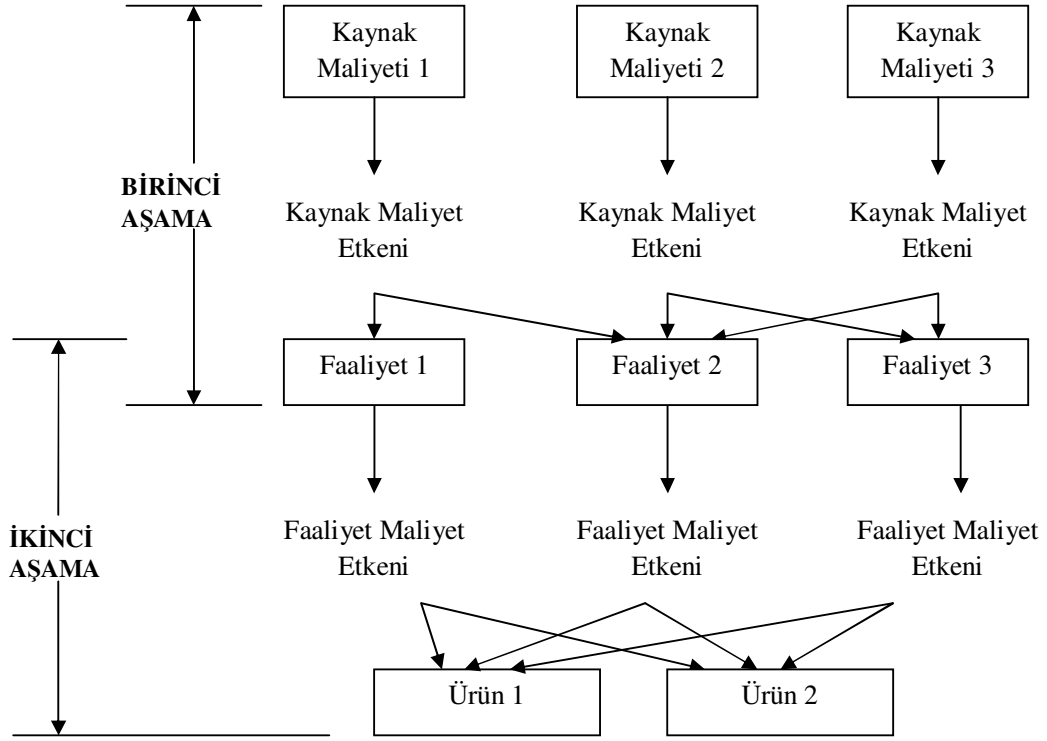 Kaynak
Maliyeti 1
Kaynak
Maliyeti 2
Kaynak
Maliyeti 3
BİRİNCİ
AŞAMA
Kaynak Maliyet
Etkeni
Kaynak Maliyet
Etkeni
Kaynak Maliyet
Etkeni
Faaliyet 1
Faaliyet 2
Faaliyet 3
İKİNCİ
AŞAMA
Faaliyet Maliyet
Etkeni
Faaliyet Maliyet
Etkeni
Faaliyet Maliyet
Etkeni
Ürün 1
Ürün 2